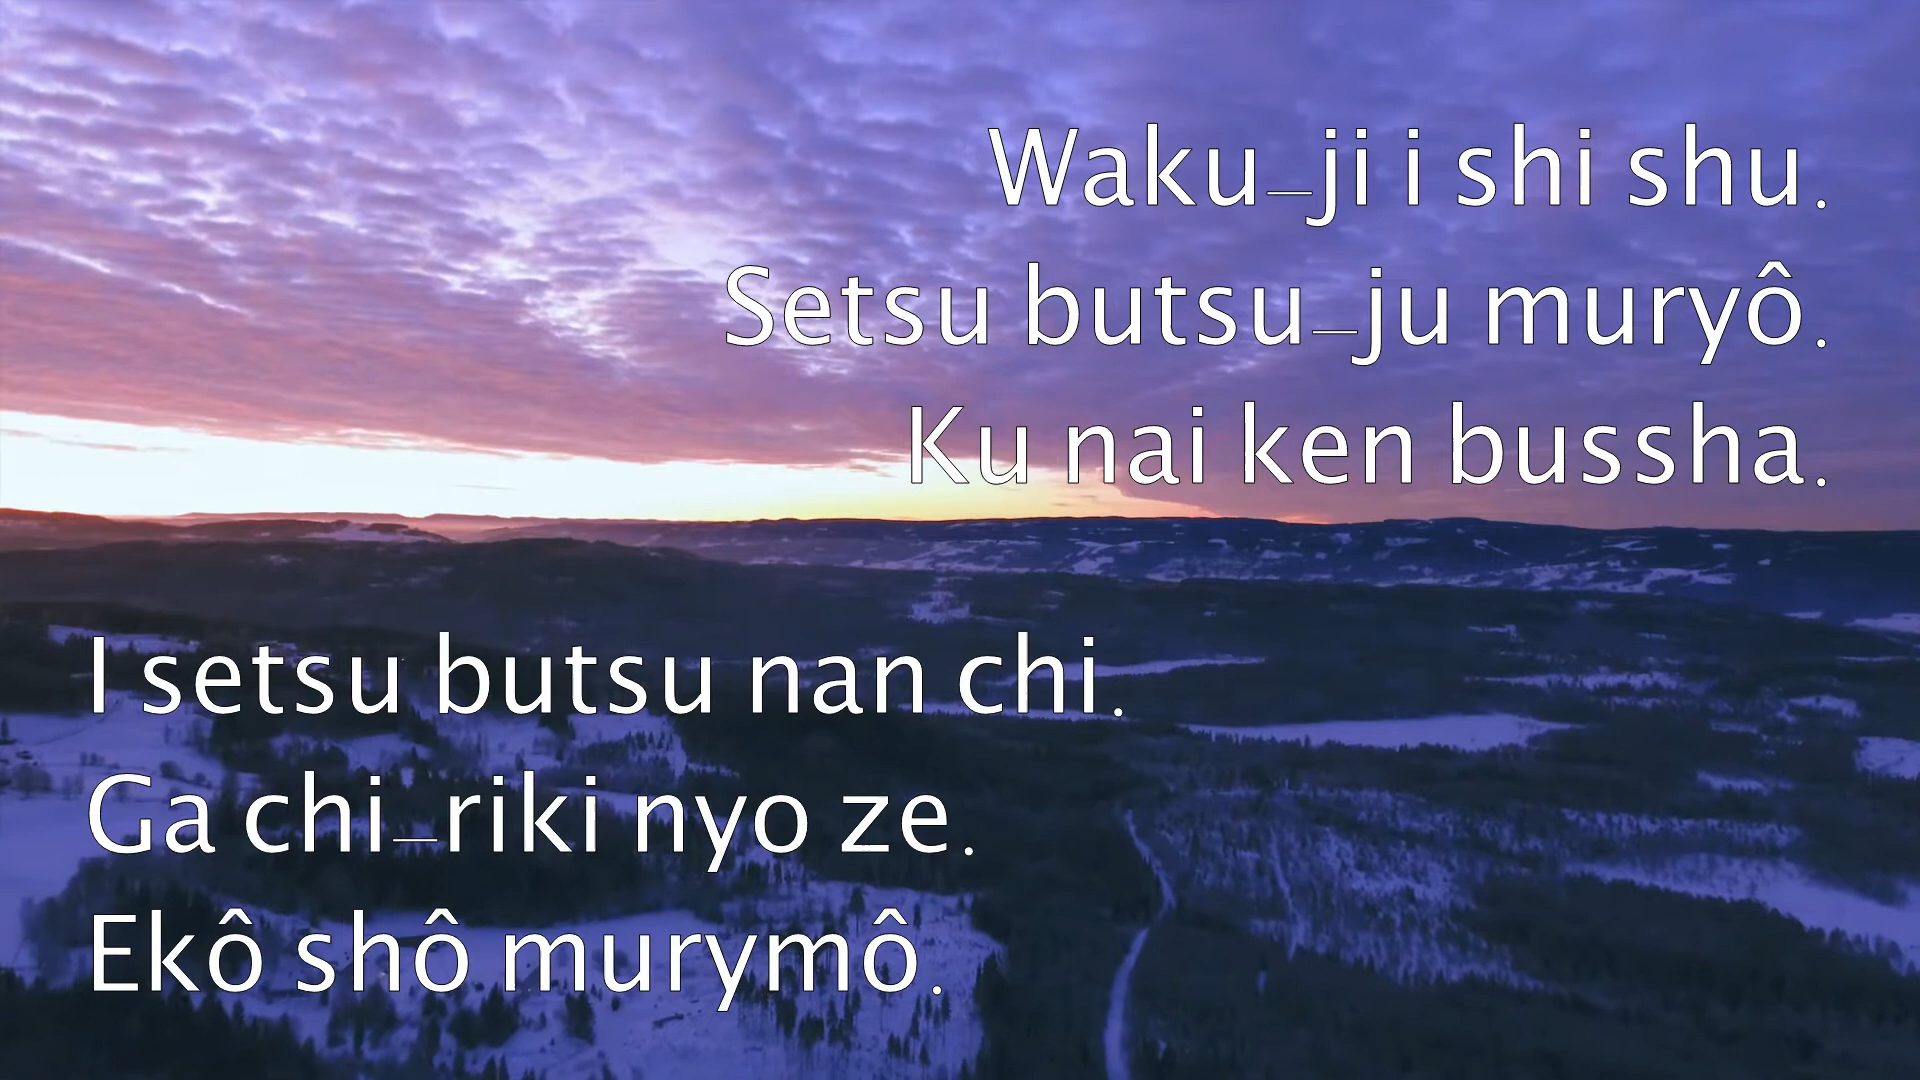 Waku_ji i shi shu.
Setsu butsu_ju muryô.
Ku nai ken bussha.
I setsu butsu nan chi.
Ga chi_riki nyo ze.
Ekô shô murymô.